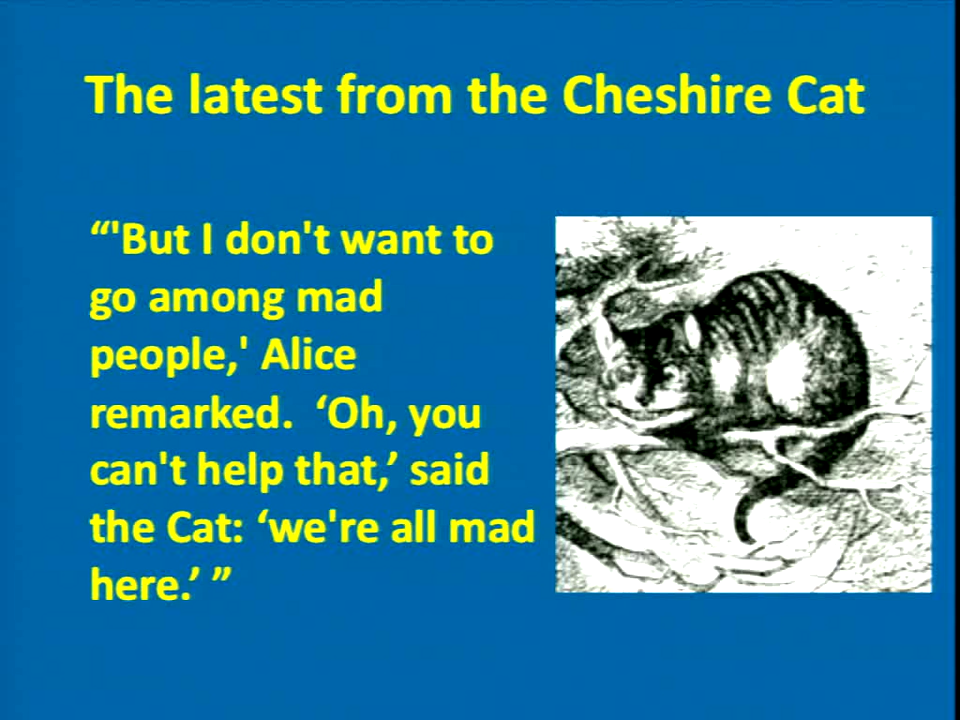 The latest from the Cheshire Cat
“'But I don't want to
go among mad
people,' Alice
remarked.  ‘Oh, you
can't help that,’ said
the Cat: ‘we're all mad
here.’ ”